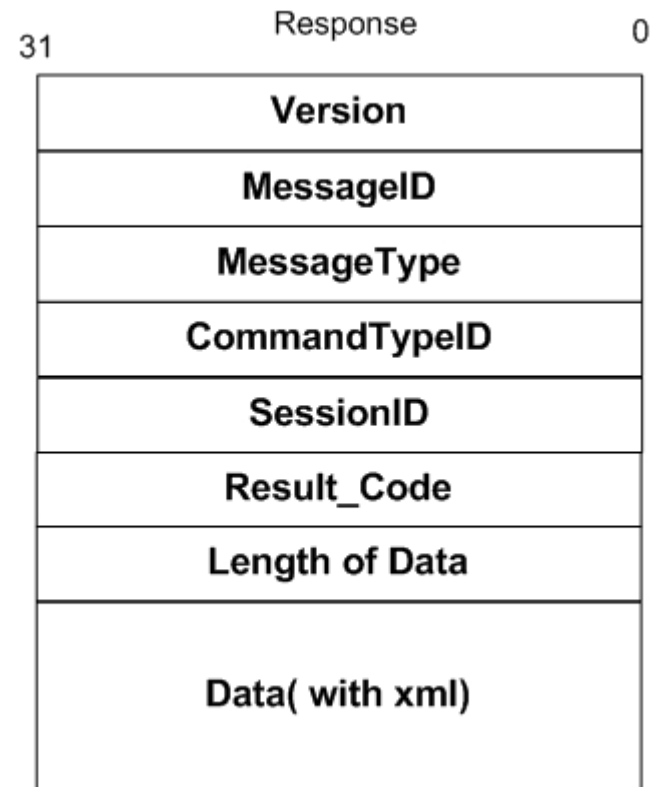 Response
31 0
Version
MessageID
MessageType
CommandTypeID
SessionID
Result_Code
Length of Data
Data( with xml)